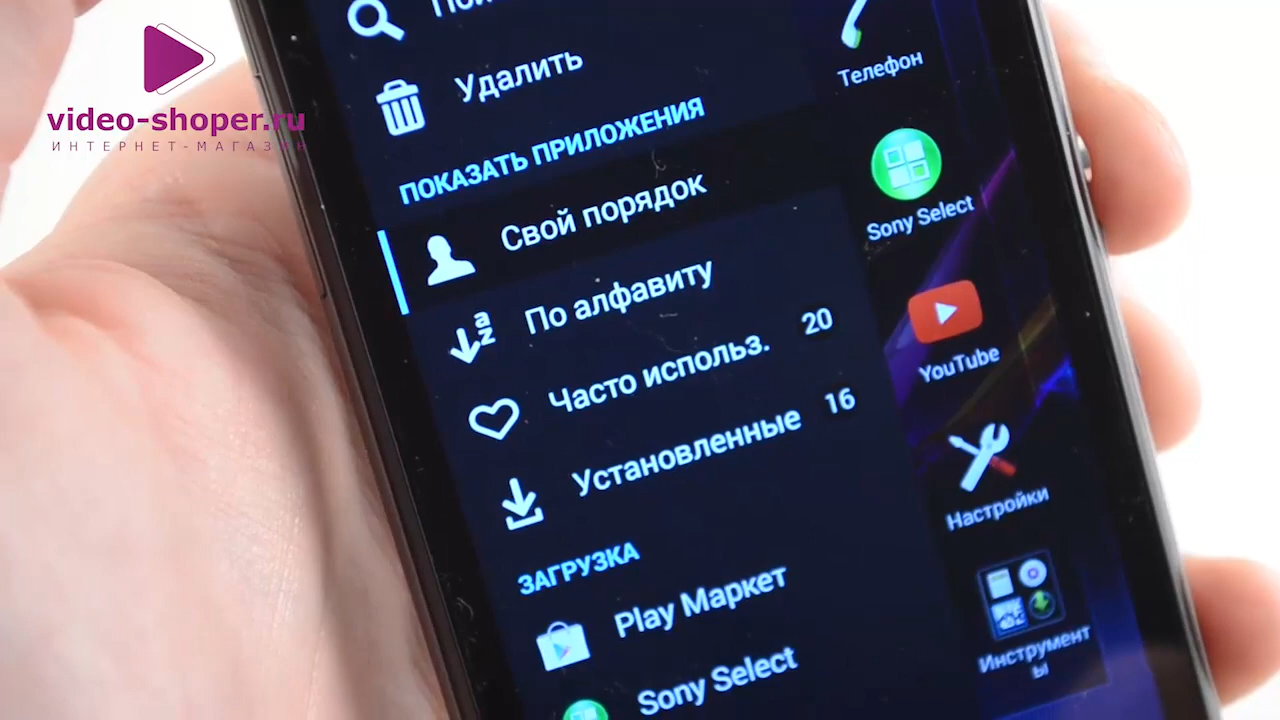 video-shoper.ru
ИНТЕРНЕТ-МАГАЗИН
Удалить
ПОКАЗАТЬ ПРИЛОЖЕНИЯ
Свой порядок
По алфавиту
Часто использ. 20
Установленные 16
ЗАГРУЗКА
Play Маркет
Sony Select
Телефон
Sony Select
YouTube
Настройки
Инструмент
ы